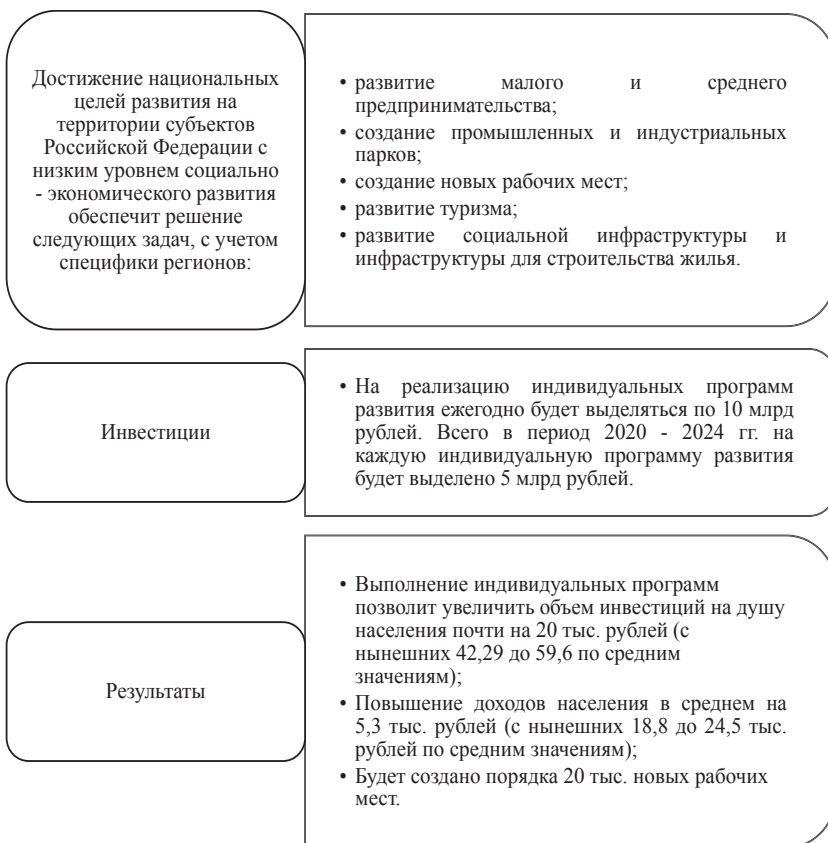 Достижение национальных
целей развития на
территории субъектов
Российской Федерации с
низким уровнем социально
- экономического развития
обеспечит решение
следующих задач, с учетом
специфики регионов:
• развитие малого и среднего
предпринимательства;
• создание промышленных и индустриальных
парков;
• создание новых рабочих мест;
• развитие туризма;
• развитие социальной инфраструктуры и
инфраструктуры для строительства жилья.
Инвестиции
• На реализацию индивидуальных программ
развития ежегодно будет выделяться по 10 млрд
рублей. Всего в период 2020 - 2024 гг. на
каждую индивидуальную программу развития
будет выделено 5 млрд рублей.
Результаты
• Выполнение индивидуальных программ
позволит увеличить объем инвестиций на душу
населения почти на 20 тыс. рублей (с
нынешних 42,29 до 59,6 по средним
значениям);
• Повышение доходов населения в среднем на
5,3 тыс. рублей (с нынешних 18,8 до 24,5 тыс.
рублей по средним значениям);
• Будет создано порядка 20 тыс. новых рабочих
мест.